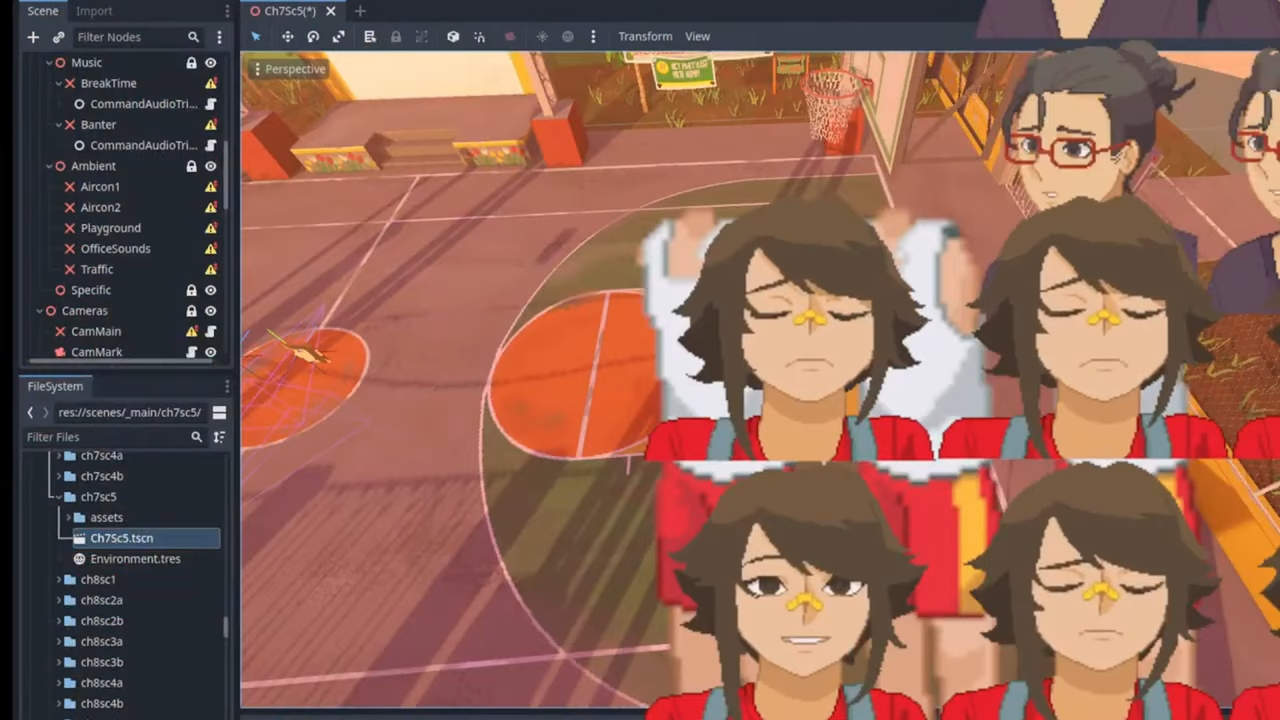 Scene Import
Ch7Sc5(*)
Filter Nodes
Transform View
Music
Perspective
BreakTime
CommandAudioTri...
Banter
CommandAudioTri...
Ambient
Aircon1
Aircon2
Playground
OfficeSounds
Traffic
Specific
Cameras
CamMain
CamMark
FileSystem
res://scenes/_main/ch7sc5/
Filter Files
ch7sc4a
ch7sc4b
ch7sc5
assets
Ch7Sc5.tscn
Environment.tres
ch8sc1
ch8sc2a
ch8sc2b
ch8sc3a
ch8sc3b
ch8sc4a
ch8sc4b